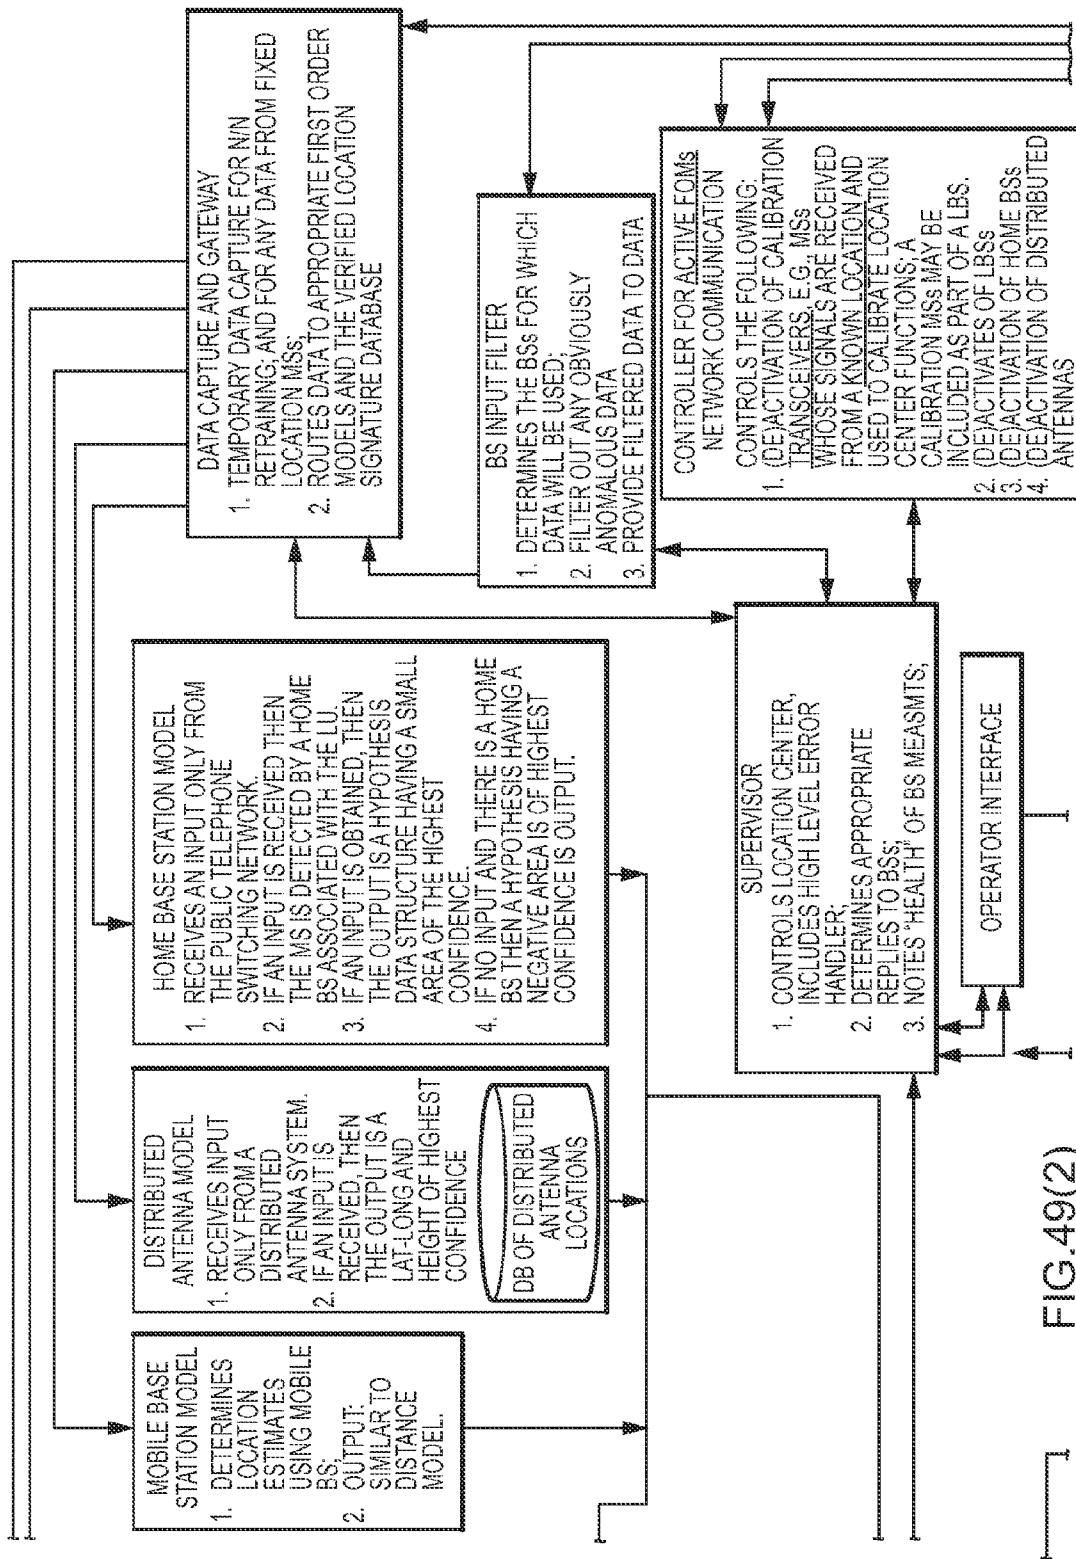 MOBILE BASE
STATION MODEL
1. DETERMINES
LOCATION
ESTIMATES
USING MOBILE
BS;
2. OUTPUT:
SIMILAR TO
DISTANCE
MODEL.
DISTRIBUTED
ANTENNA MODEL
1. RECEIVES INPUT
ONLY FROM A
DISTRIBUTED
ANTENNA SYSTEM.
2. IF AN INPUT IS
RECEIVED, THEN
THE OUTPUT IS A
LAT-LONG AND
HEIGHT OF HIGHEST
CONFIDENCE
DB OF DISTRIBUTED
ANTENNA
LOCATIONS
HOME BASE STATION MODEL
1. RECEIVES AN INPUT ONLY FROM
THE PUBLIC TELEPHONE
SWITCHING NETWORK.
2. IF AN INPUT IS RECEIVED THEN
THE MS IS DETECTED BY A HOME
BS ASSOCIATED WITH THE LU.
3. IF AN INPUT IS OBTAINED, THEN
THE OUTPUT IS A HYPOTHESIS
DATA STRUCTURE HAVING A SMALL
AREA OF THE HIGHEST
CONFIDENCE.
4. IF NO INPUT AND THERE IS A HOME
BS THEN A HYPOTHESIS HAVING A
NEGATIVE AREA IS OF HIGHEST
CONFIDENCE IS OUTPUT.
DATA CAPTURE AND GATEWAY
1. TEMPORARY DATA CAPTURE FOR N/N
RETRAINING; AND FOR ANY DATA FROM FIXED
LOCATION MSs;
2. ROUTES DATA TO APPROPRIATE FIRST ORDER
MODELS AND THE VERIFIED LOCATION
SIGNATURE DATABASE
BS INPUT FILTER
1. DETERMINES THE BSs FOR WHICH
DATA WILL BE USED;
2. FILTER OUT ANY OBVIOUSLY
ANOMALOUS DATA
3. PROVIDE FILTERED DATA TO DATA
SUPERVISOR
1. CONTROLS LOCATION CENTER,
INCLUDES HIGH LEVEL ERROR
HANDLER;
2. DETERMINES APPROPRIATE
REPLIES TO BSs;
3. NOTES "HEALTH" OF BS MEASMTS;
CONTROLLER FOR ACTIVE FOMs
NETWORK COMMUNICATION
CONTROLS THE FOLLOWING:
1. (DE)ACTIVATION OF CALIBRATION
TRANSCEIVERS, E.G., MSs
WHOSE SIGNALS ARE RECEIVED
FROM A KNOWN LOCATION AND
USED TO CALIBRATE LOCATION
CENTER FUNCTIONS; A
CALIBRATION MSs MAY BE
INCLUDED AS PART OF A LBS.
2. (DE)ACTIVATES OF LBSs
3. (DE)ACTIVATION OF HOME BSs
4. (DE)ACTIVATION OF DISTRIBUTED
ANTENNAS
OPERATOR INTERFACE
FIG.49(2)